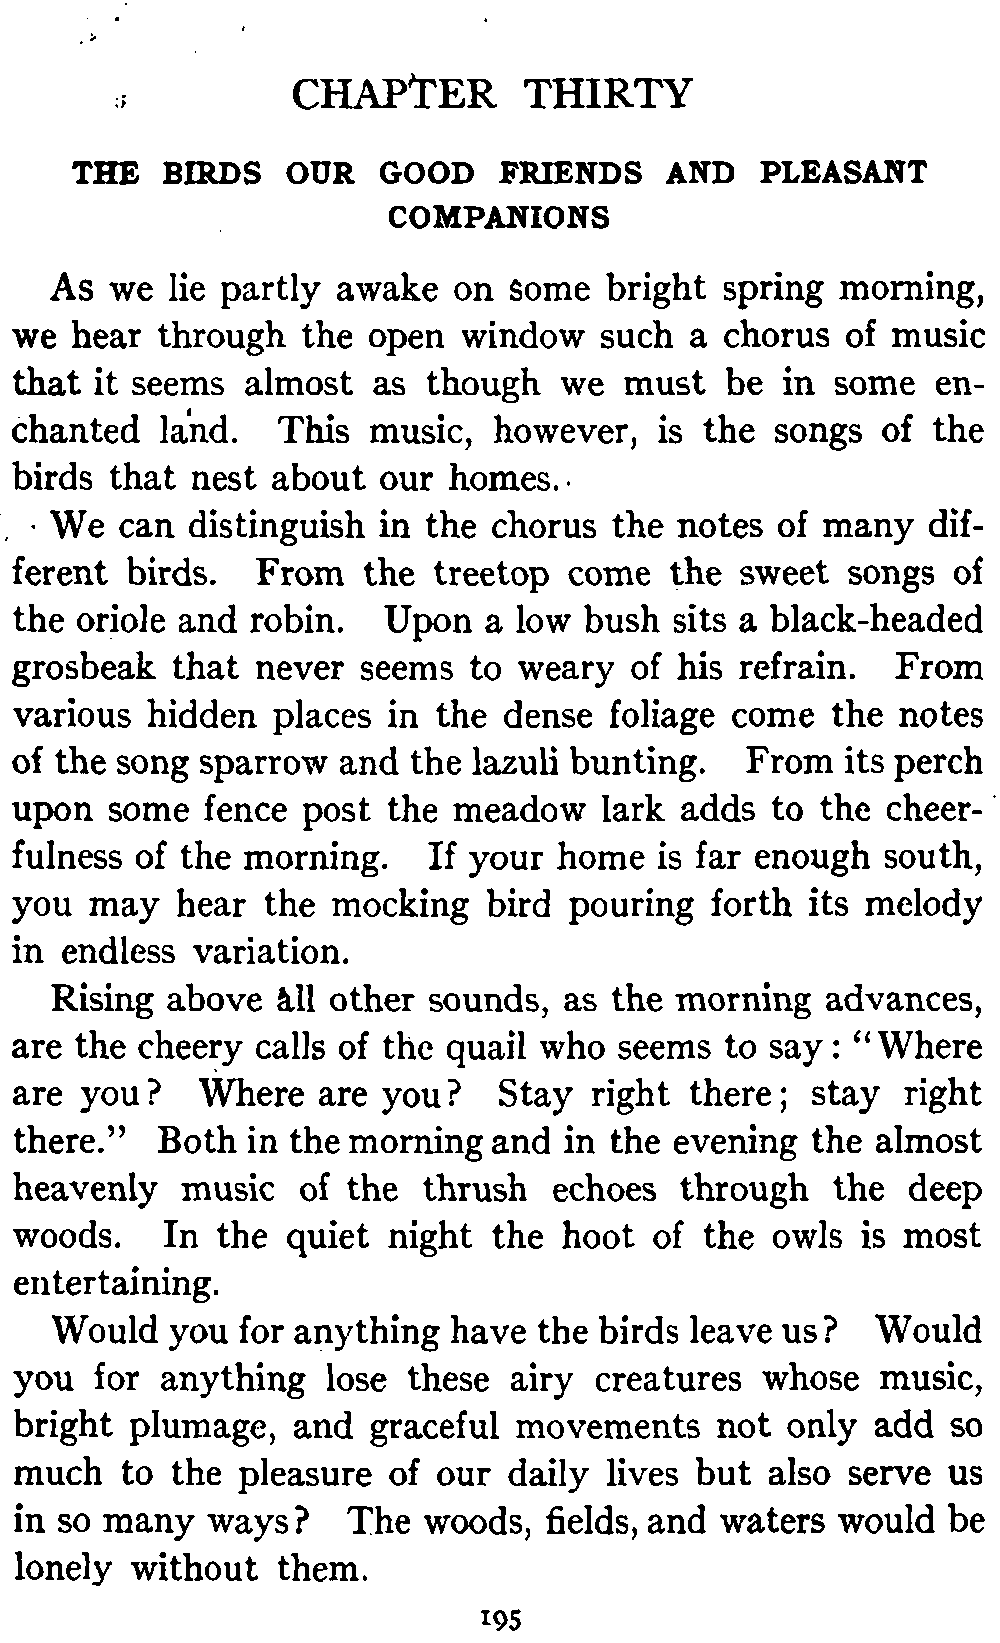 CHAPTER THIRTY
THE BIRDS OUR GOOD FRIENDS AND PLEASANT
COMPANIONS
As we lie partly awake on some bright spring morning,
we hear through the open window such a chorus of music
that it seems almost as though we must be in some en-
chanted land. This music, however, is the songs of the
birds that nest about our homes.
We can distinguish in the chorus the notes of many dif-
ferent birds. From the treetop come the sweet songs of
the oriole and robin. Upon a low bush sits a black-headed
grosbeak that never seems to weary of his refrain. From
various hidden places in the dense foliage come the notes
of the song sparrow and the lazuli bunting. From its perch
upon some fence post the meadow lark adds to the cheer-
fulness of the morning. If your home is far enough south,
you may hear the mocking bird pouring forth its melody
in endless variation.
Rising above all other sounds, as the morning advances,
are the cheery calls of the quail who seems to say: "Where
are you? Where are you? Stay right there; stay right
there." Both in the morning and in the evening the almost
heavenly music of the thrush echoes through the deep
woods. In the quiet night the hoot of the owls is most
entertaining.
Would you for anything have the birds leave us? Would
you for anything lose these airy creatures whose music,
bright plumage, and graceful movements not only add so
much to the pleasure of our daily lives but also serve us
in so many ways? The woods, fields, and waters would be
lonely without them.
195